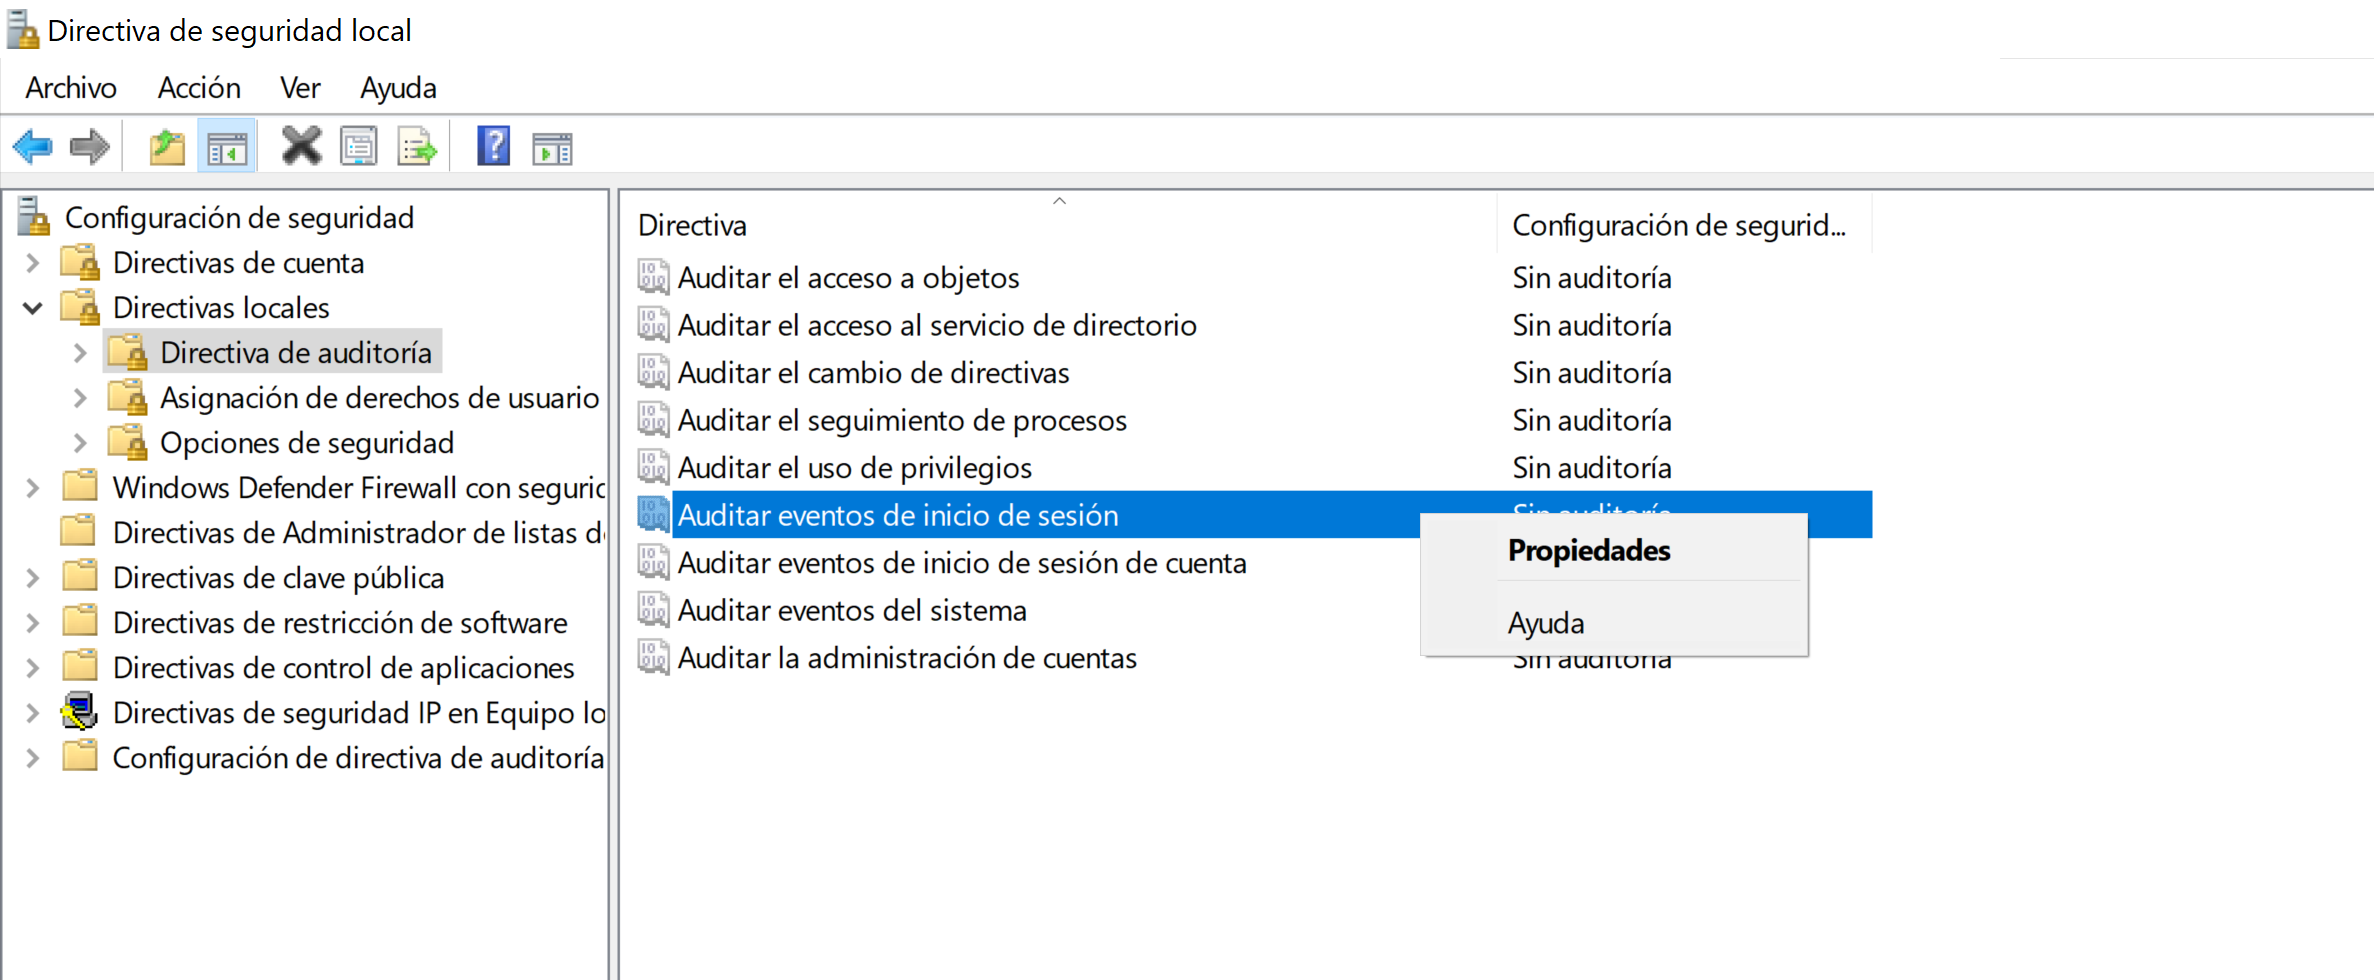 Directiva de seguridad local
Archivo Acción Ver Ayuda
Configuración de seguridad
Directivas de cuenta
Directivas locales
Directiva de auditoría
Asignación de derechos de usuario
Opciones de seguridad
Windows Defender Firewall con seguric
Directivas de Administrador de listas de
Directivas de clave pública
Directivas de restricción de software
Directivas de control de aplicaciones
Directivas de seguridad IP en Equipo lo
Configuración de directiva de auditoría
Directiva Configuración de segurid...
Auditar el acceso a objetos Sin auditoría
Auditar el acceso al servicio de directorio Sin auditoría
Auditar el cambio de directivas Sin auditoría
Auditar el seguimiento de procesos Sin auditoría
Auditar el uso de privilegios Sin auditoría
Auditar eventos de inicio de sesión Sin auditoría
Auditar eventos de inicio de sesión de cuenta
Auditar eventos del sistema
Auditar la administración de cuentas Sin auditoría
Propiedades
Ayuda